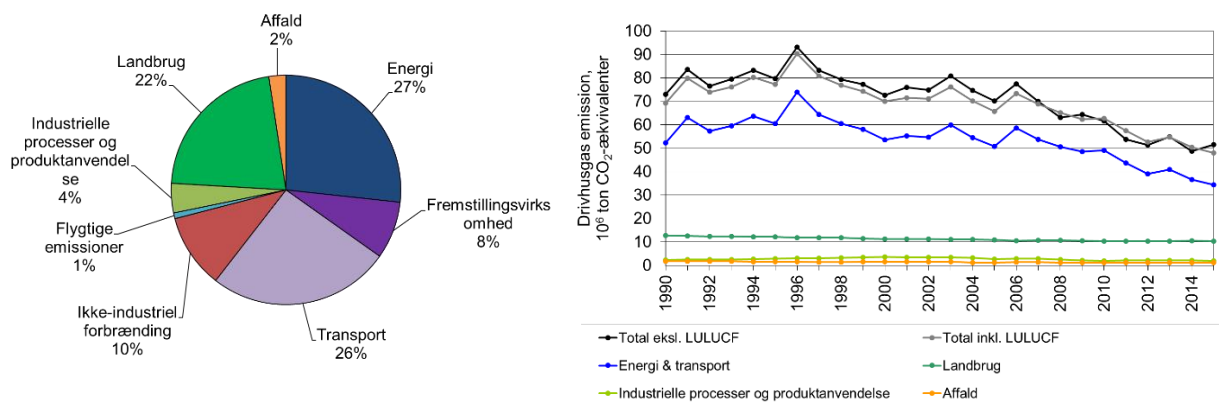 Affald
2%
Energi
27%
Fremstillingsvirks
omhed
8%
Transport
26%
Ikke-industriel
forbrænding
10%
Flygtige
emissioner
1%
Industrielle
processer og
produktanvendel
se
4%
Landbrug
22%
Drivhusgas emission,
10⁶ ton CO₂-ækvivalenter
100
90
80
70
60
50
40
30
20
10
0
1990
1992
1994
1996
1998
2000
2002
2004
2006
2008
2010
2012
2014
Total eksl. LULUCF
Total inkl. LULUCF
Energi & transport
Landbrug
Industrielle processer og produktanvendelse
Affald